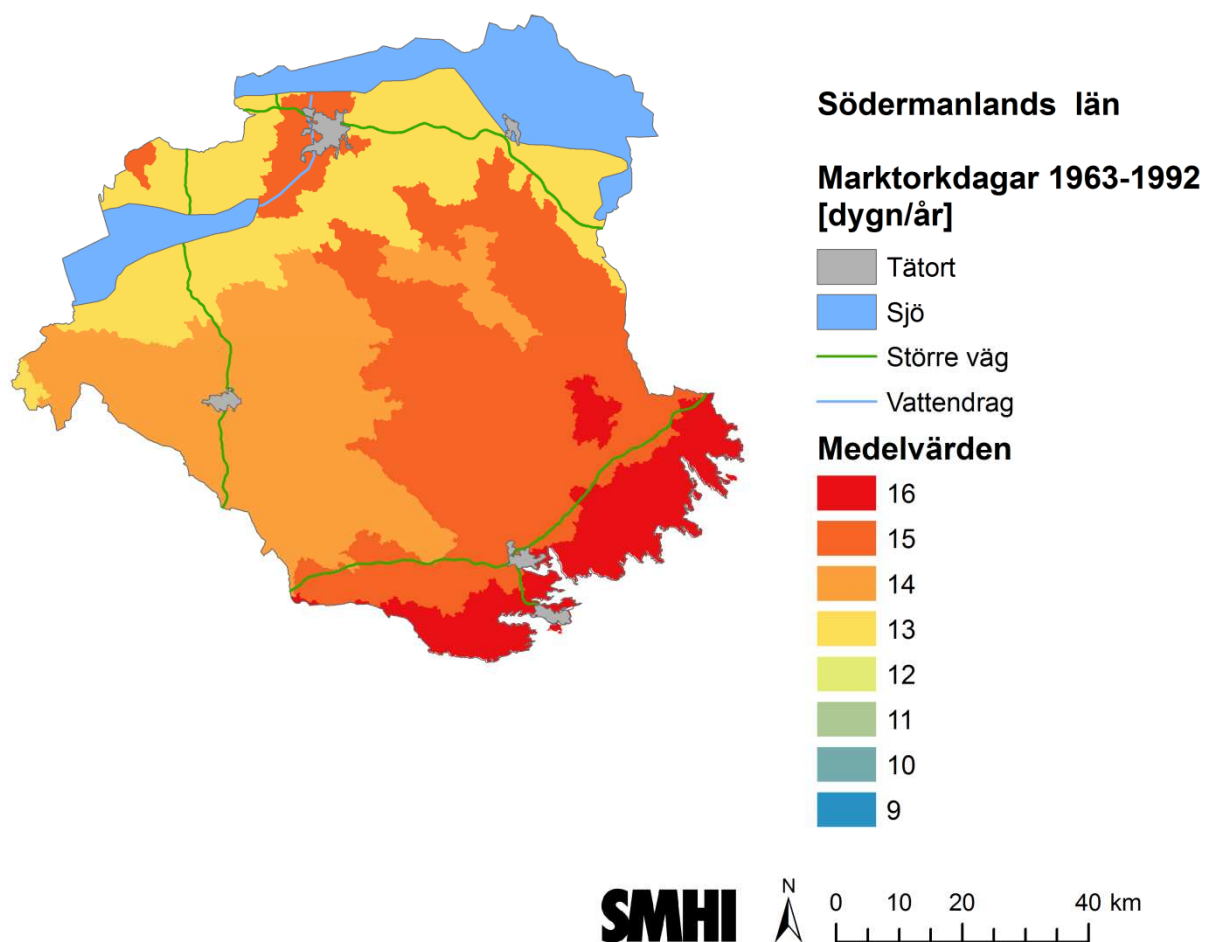 Södermanlands län
Marktorkdagar 1963-1992
[dygn/år]
Tätort
Sjö
Större väg
Vattendrag
Medelvärden
16
15
14
13
12
11
10
9
SMHI
N
0 10 20 40 km